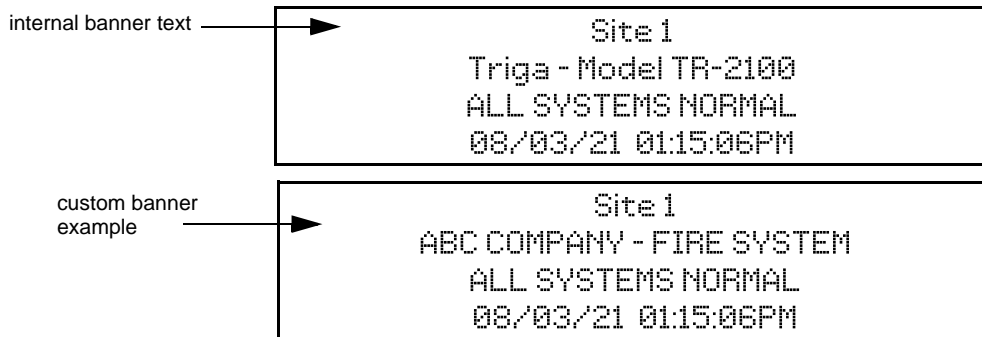 internal banner text
Site 1
Triga - Model TR-2100
ALL SYSTEMS NORMAL
08/03/21 01:15:06PM
custom banner
example
Site 1
ABC COMPANY - FIRE SYSTEM
ALL SYSTEMS NORMAL
08/03/21 01:15:06PM